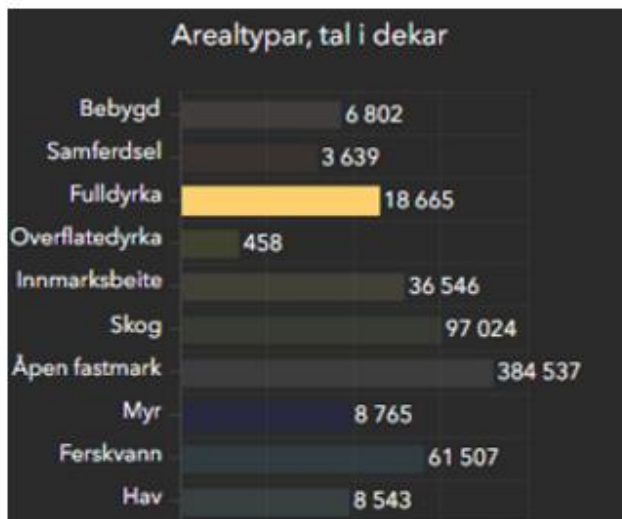 Arealtypar, tal i dekar
Bebygd 6 802
Samferdsel 3 639
Fulldyrka 18 665
Overflatedyrka 458
Innmarksbeite 36 546
Skog 97 024
Åpen fastmark 384 537
Myr 8 765
Ferskvann 61 507
Hav 8 543